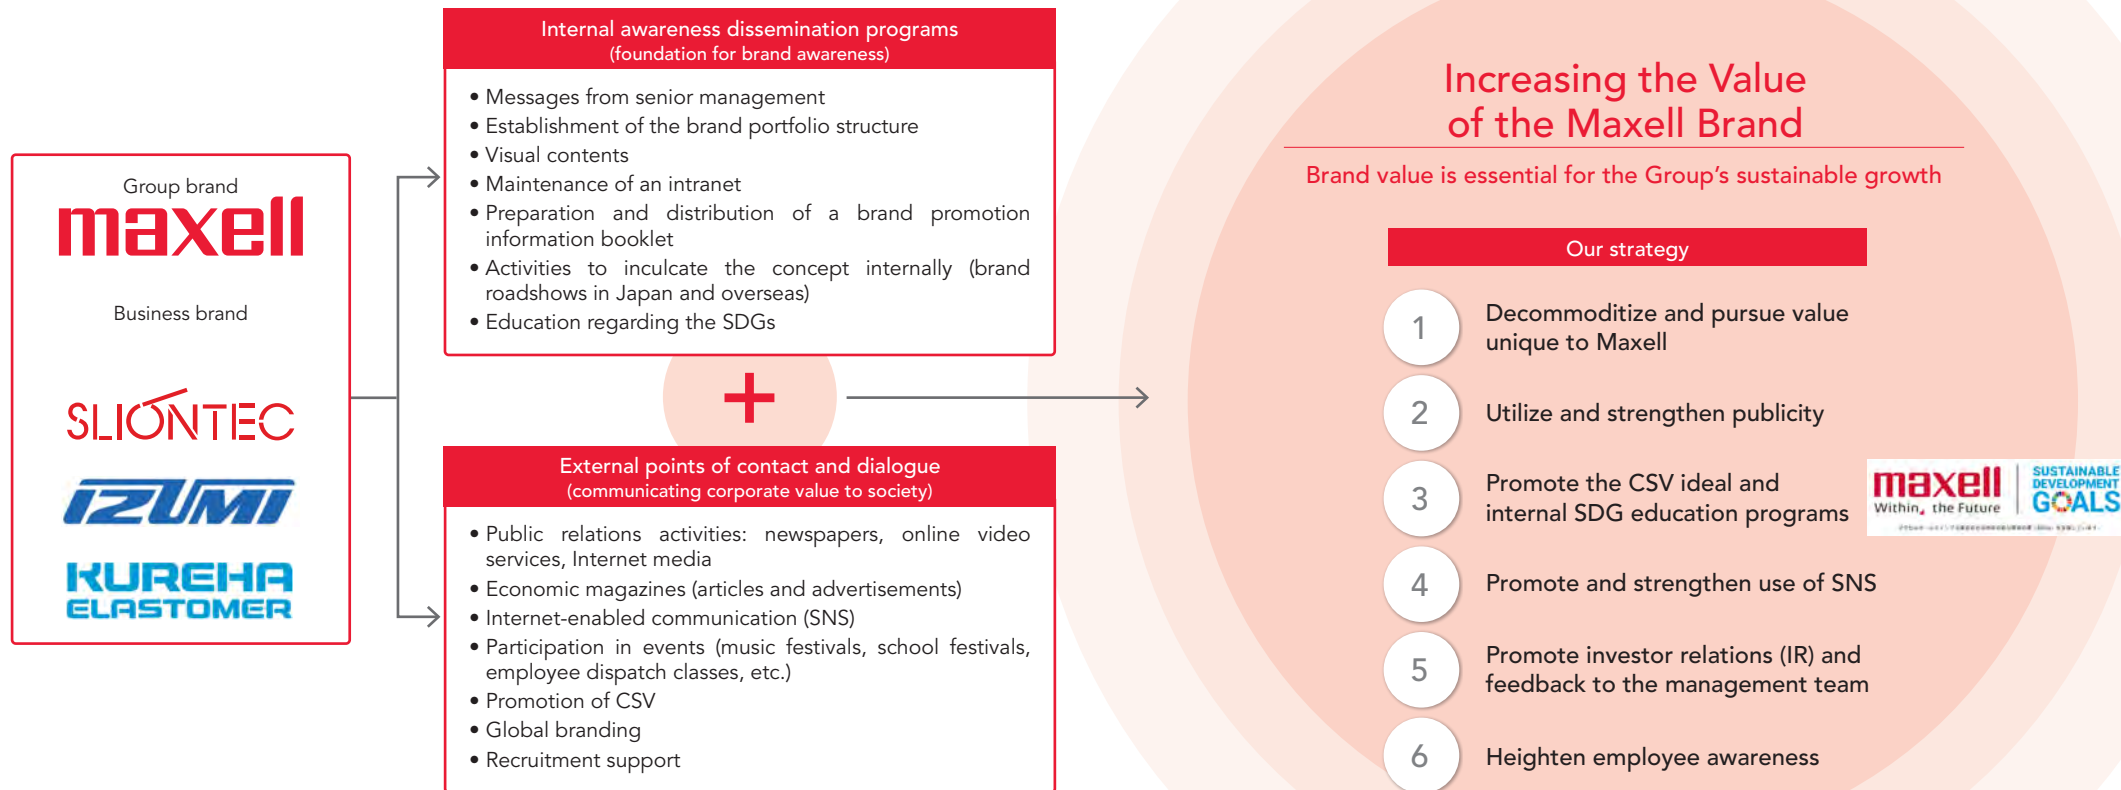 Group brand
maxell
Business brand
SLIONTEC
IZUMI
KUREHA
ELASTOMER
Internal awareness dissemination programs
(foundation for brand awareness)
• Messages from senior management
• Establishment of the brand portfolio structure
• Visual contents
• Maintenance of an intranet
• Preparation and distribution of a brand promotion
information booklet
• Activities to inculcate the concept internally (brand
roadshows in Japan and overseas)
• Education regarding the SDGs
+
External points of contact and dialogue
(communicating corporate value to society)
• Public relations activities: newspapers, online video
services, Internet media
• Economic magazines (articles and advertisements)
• Internet-enabled communication (SNS)
• Participation in events (music festivals, school festivals,
employee dispatch classes, etc.)
• Promotion of CSV
• Global branding
• Recruitment support
Increasing the Value
of the Maxell Brand
Brand value is essential for the Group’s sustainable growth
Our strategy
1
Decommoditize and pursue value
unique to Maxell
2
Utilize and strengthen publicity
3
Promote the CSV ideal and
internal SDG education programs
maxell
Within, the Future
SUSTAINABLE
DEVELOPMENT
GOALS
4
Promote and strengthen use of SNS
5
Promote investor relations (IR) and
feedback to the management team
6
Heighten employee awareness